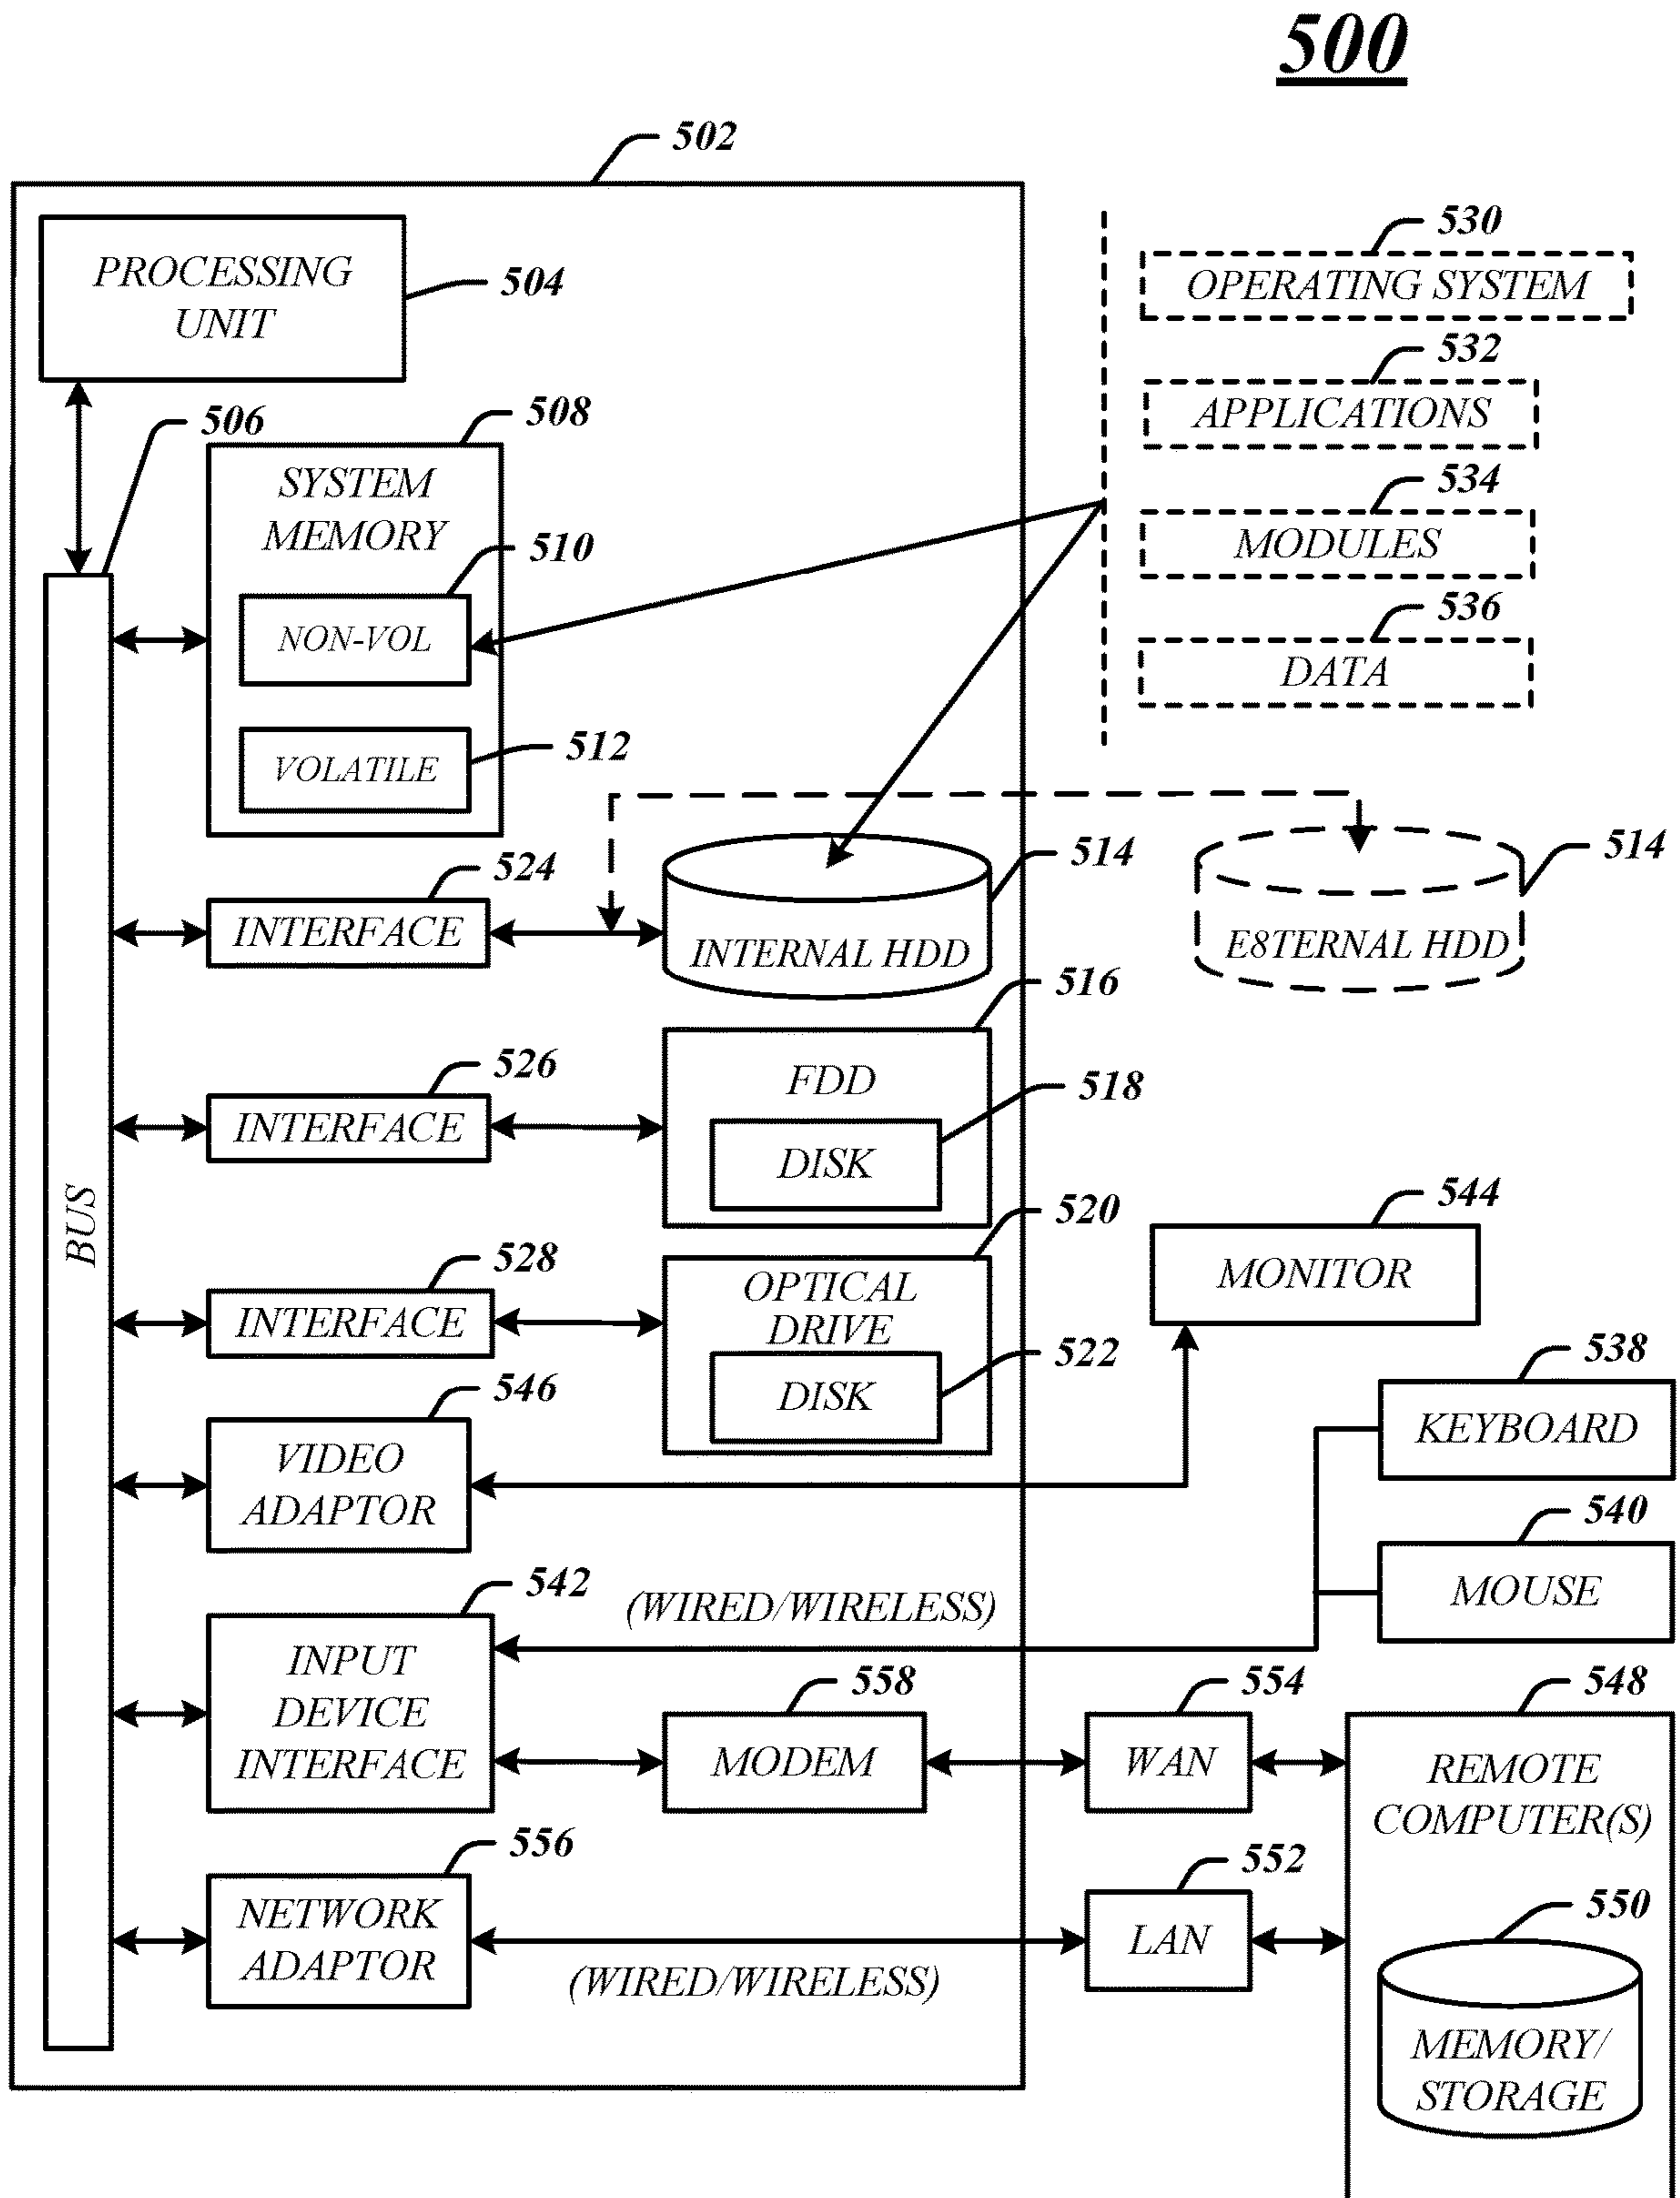 500
502
PROCESSING
UNIT
504
506
508
SYSTEM
MEMORY
510
NON-VOL
512
VOLATILE
530
OPERATING SYSTEM
532
APPLICATIONS
534
MODULES
536
DATA
524
INTERFACE
514
INTERNAL HDD
514
E8TERNAL HDD
526
INTERFACE
516
FDD
518
DISK
BUS
528
INTERFACE
520
OPTICAL
DRIVE
522
DISK
544
MONITOR
546
VIDEO
ADAPTOR
538
KEYBOARD
540
MOUSE
542
INPUT
DEVICE
INTERFACE
(WIRED/WIRELESS)
558
MODEM
554
WAN
548
REMOTE
COMPUTER(S)
556
NETWORK
ADAPTOR
(WIRED/WIRELESS)
552
LAN
550
MEMORY/
STORAGE